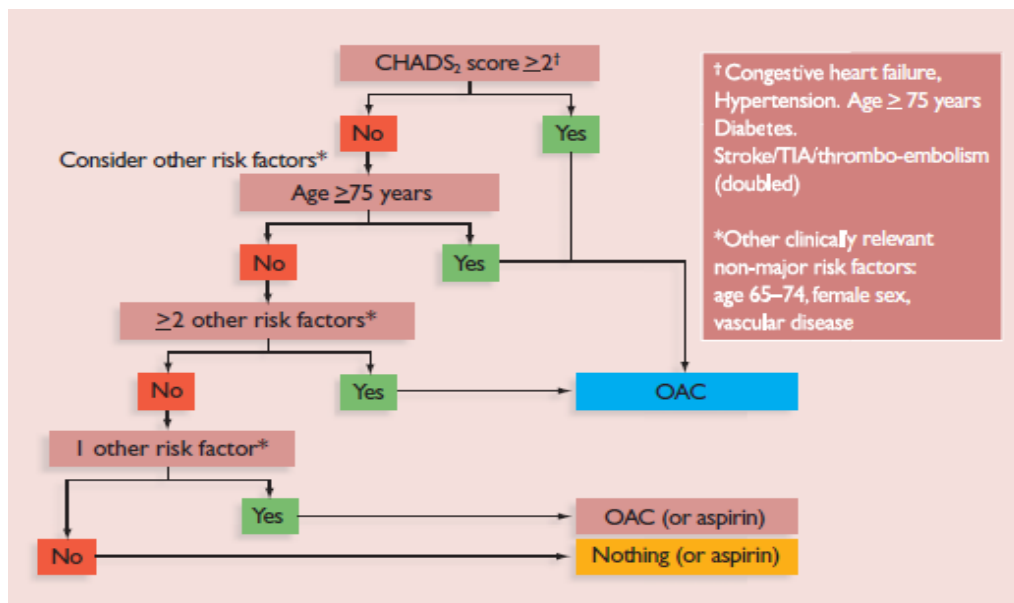 CHADS₂ score ≥2†
No
Yes
Consider other risk factors*
Age ≥75 years
No
Yes
≥2 other risk factors*
No
Yes
OAC
1 other risk factor*
Yes
OAC (or aspirin)
No
Nothing (or aspirin)
† Congestive heart failure,
Hypertension. Age ≥ 75 years
Diabetes.
Stroke/TIA/thrombo-embolism
(doubled)
*Other clinically relevant
non-major risk factors:
age 65–74, female sex,
vascular disease